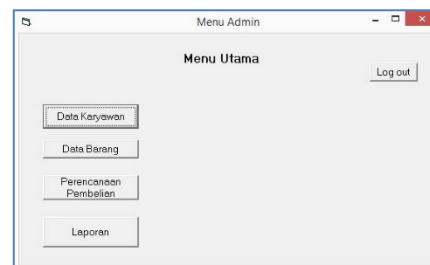 Menu Admin
Menu Utama
Log out
Data Karyawan
Data Barang
Perencanaan
Pembelian
Laporan